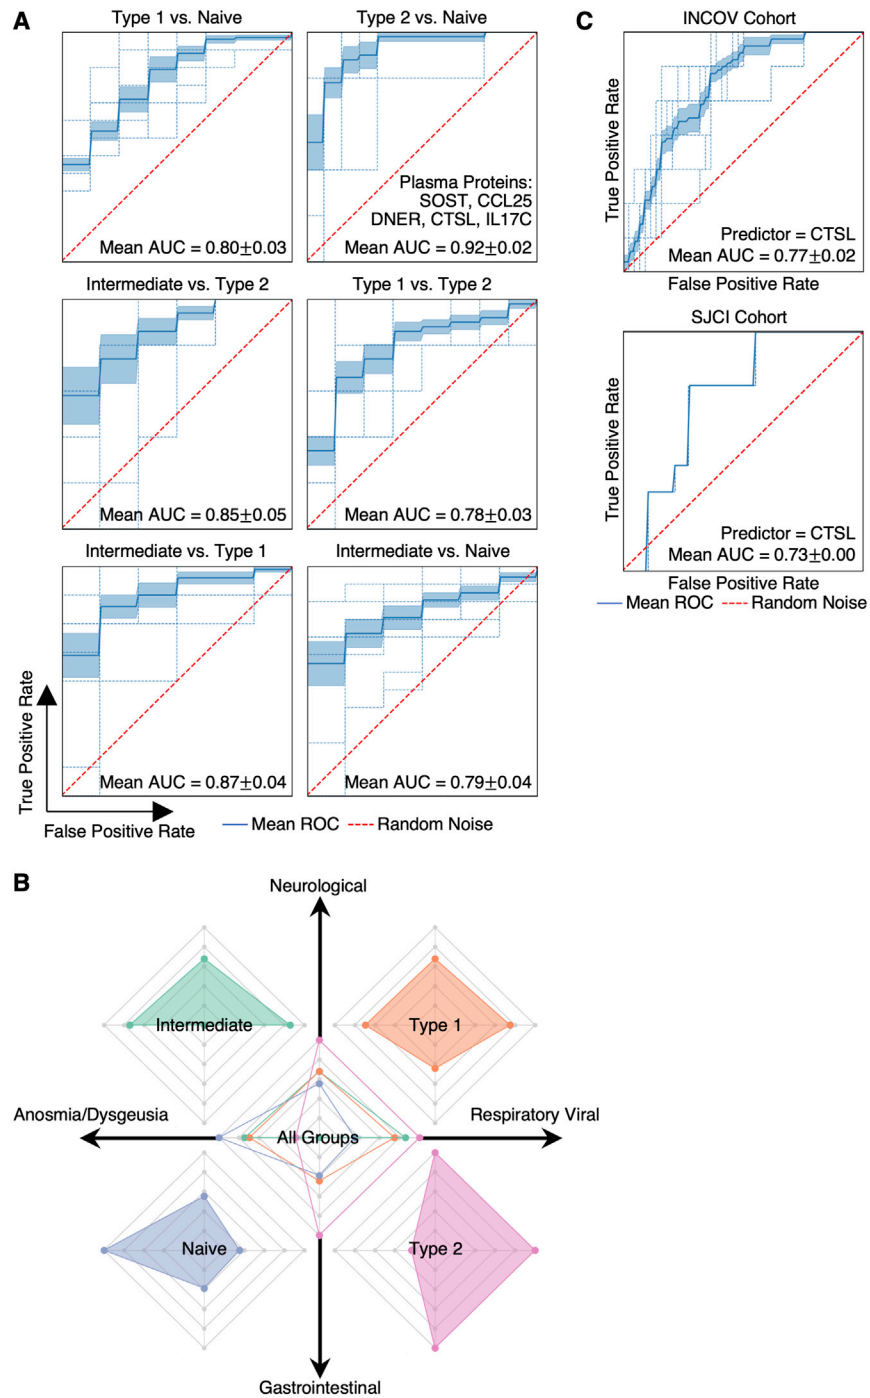 A
Type 1 vs. Naive
Mean AUC = 0.80±0.03
Type 2 vs. Naive
Plasma Proteins:
SOST, CCL25
DNER, CTSL, IL17C
Mean AUC = 0.92±0.02
Intermediate vs. Type 2
Mean AUC = 0.85±0.05
Type 1 vs. Type 2
Mean AUC = 0.78±0.03
Intermediate vs. Type 1
Mean AUC = 0.87±0.04
Intermediate vs. Naive
Mean AUC = 0.79±0.04
True Positive Rate
False Positive Rate
Mean ROC
Random Noise
C
INCOV Cohort
True Positive Rate
Predictor = CTSL
Mean AUC = 0.77±0.02
False Positive Rate
SJCI Cohort
True Positive Rate
Predictor = CTSL
Mean AUC = 0.73±0.00
False Positive Rate
Mean ROC
Random Noise
B
Neurological
Intermediate
Type 1
Anosmia/Dysgeusia
All Groups
Respiratory Viral
Naive
Type 2
Gastrointestinal